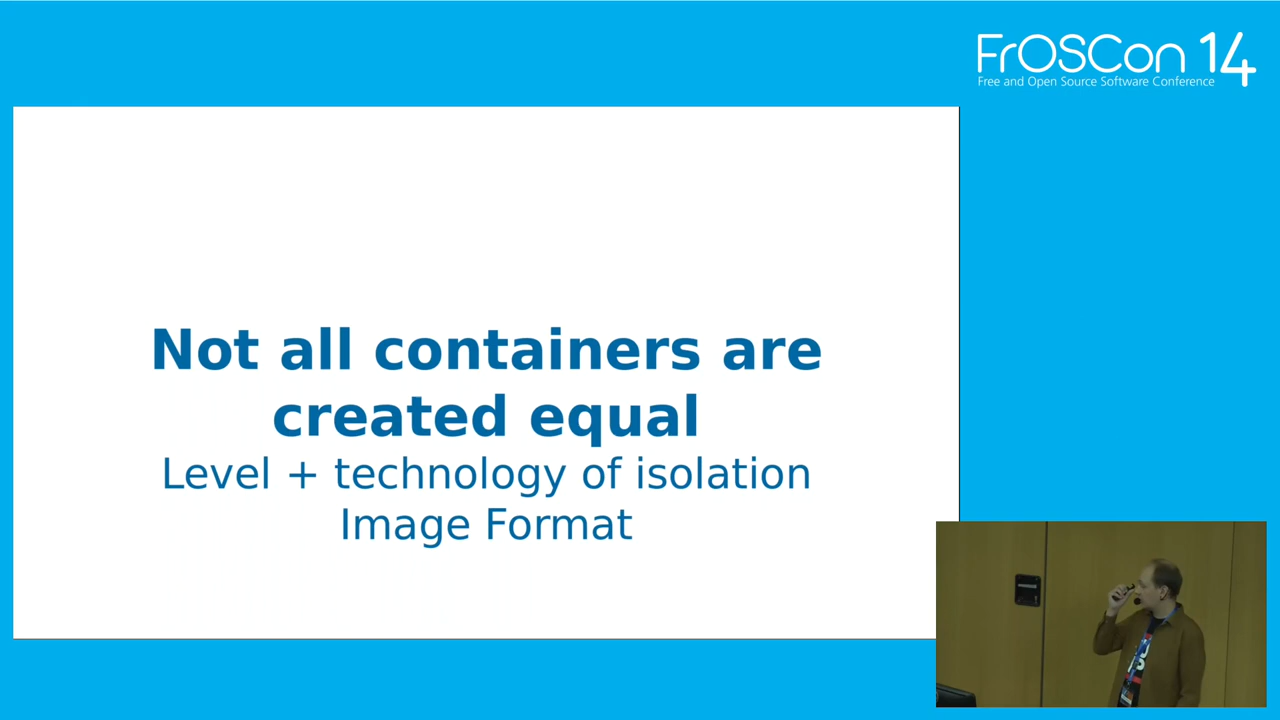 FrOSCon 14
Free and Open Source Software Conference
Not all containers are
created equal
Level + technology of isolation
Image Format